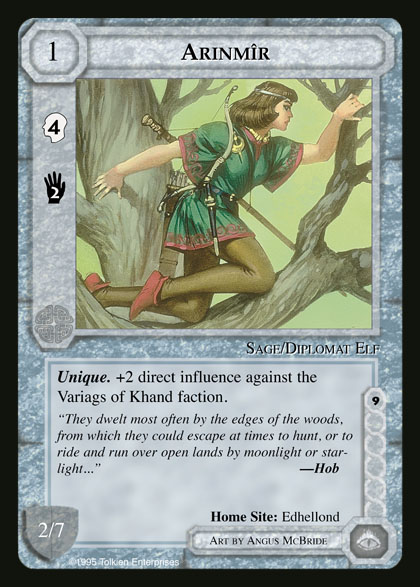 1
ARINMÎR
4
2
SAGE/DIPLOMAT ELF
Unique. +2 direct influence against the
Variags of Khand faction.
9
“They dwelt most often by the edges of the woods,
from which they could escape at times to hunt, or to
ride and run over open lands by moonlight or star-
light...” —Hob
Home Site: Edhellond
2/7
ART BY ANGUS MCBRIDE
©1995 Tolkien Enterprises